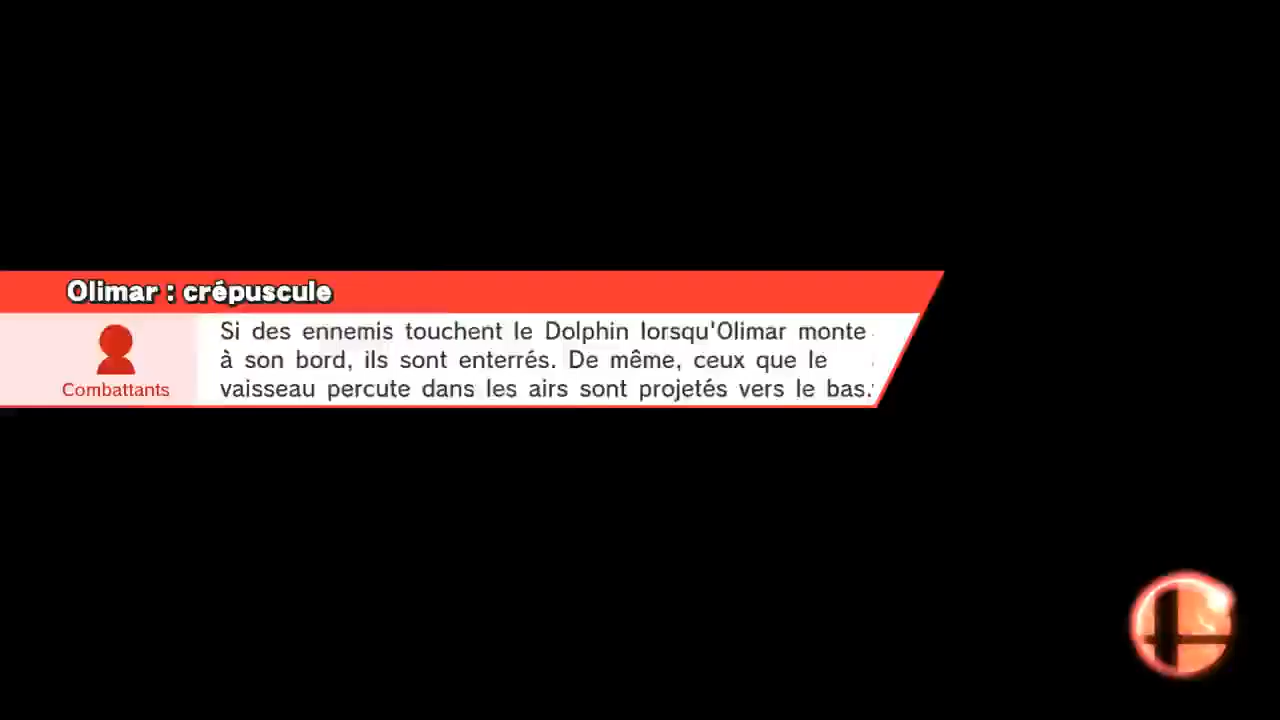 Olimar : crépuscule
Combattants
Si des ennemis touchent le Dolphin lorsqu'Olimar monte
à son bord, ils sont enterrés. De même, ceux que le
vaisseau percute dans les airs sont projetés vers le bas.